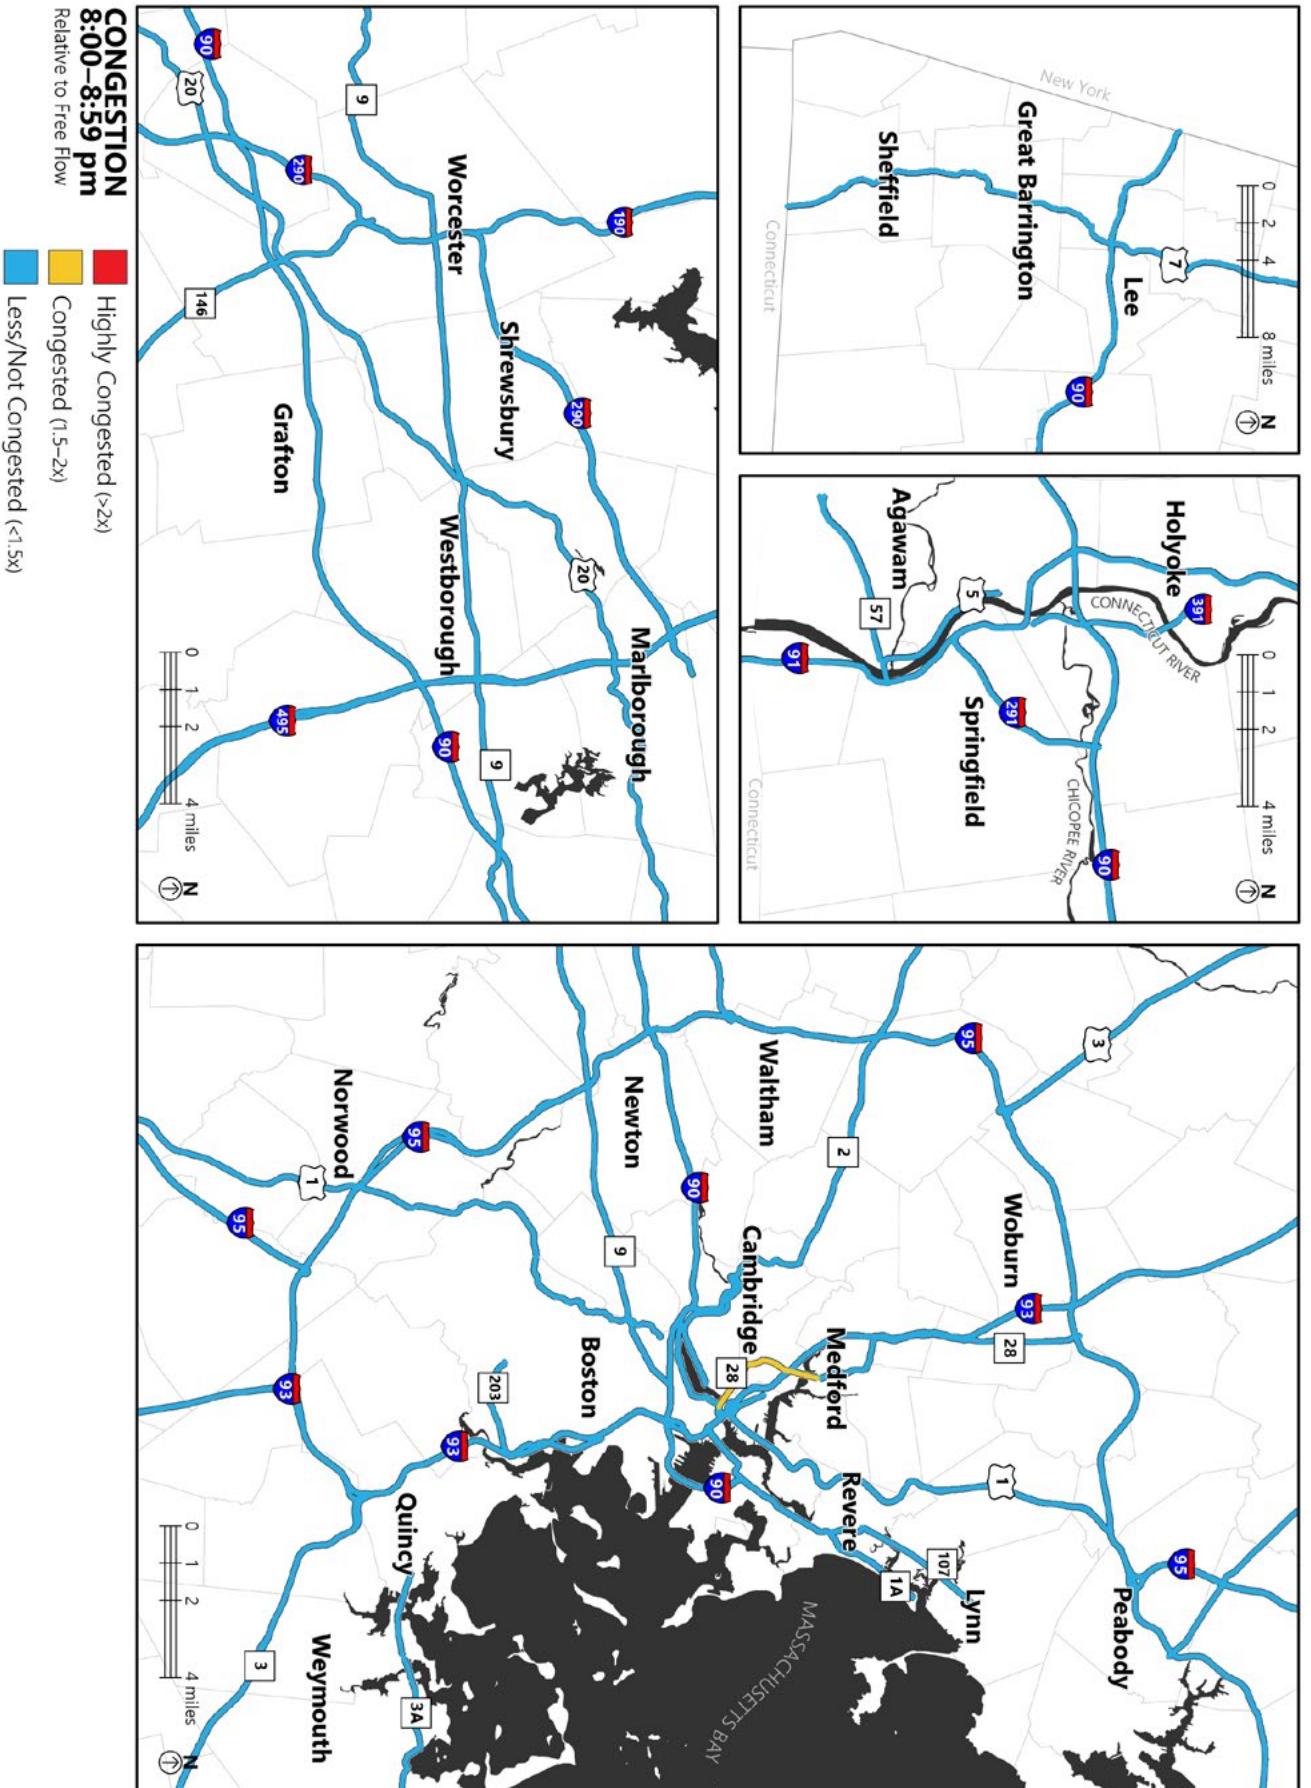 New York
Great Barrington
Sheffield
Lee
7
90
Connecticut
0 2 4 8 miles
N
Holyoke
391
CONNECTICUT RIVER
Agawam
5
57
91
291
Springfield
CHICOPEE RIVER
90
Connecticut
0 1 2 4 miles
N
90
20
9
290
190
Worcester
146
Shrewsbury
290
Grafton
Westborough
20
Marlborough
495
90
9
0 1 2 4 miles
N
3
95
Waltham
2
Woburn
93
28
Newton
90
Cambridge
28
Medford
Norwood
95
1
95
9
Boston
203
93
93
90
Revere
1
107
1A
Lynn
95
Peabody
Quincy
3A
Weymouth
3
MASSACHUSETTS BAY
0 1 2 4 miles
N
CONGESTION
8:00–8:59 pm
Relative to Free Flow
Highly Congested (>2x)
Congested (1.5–2x)
Less/Not Congested (<1.5x)